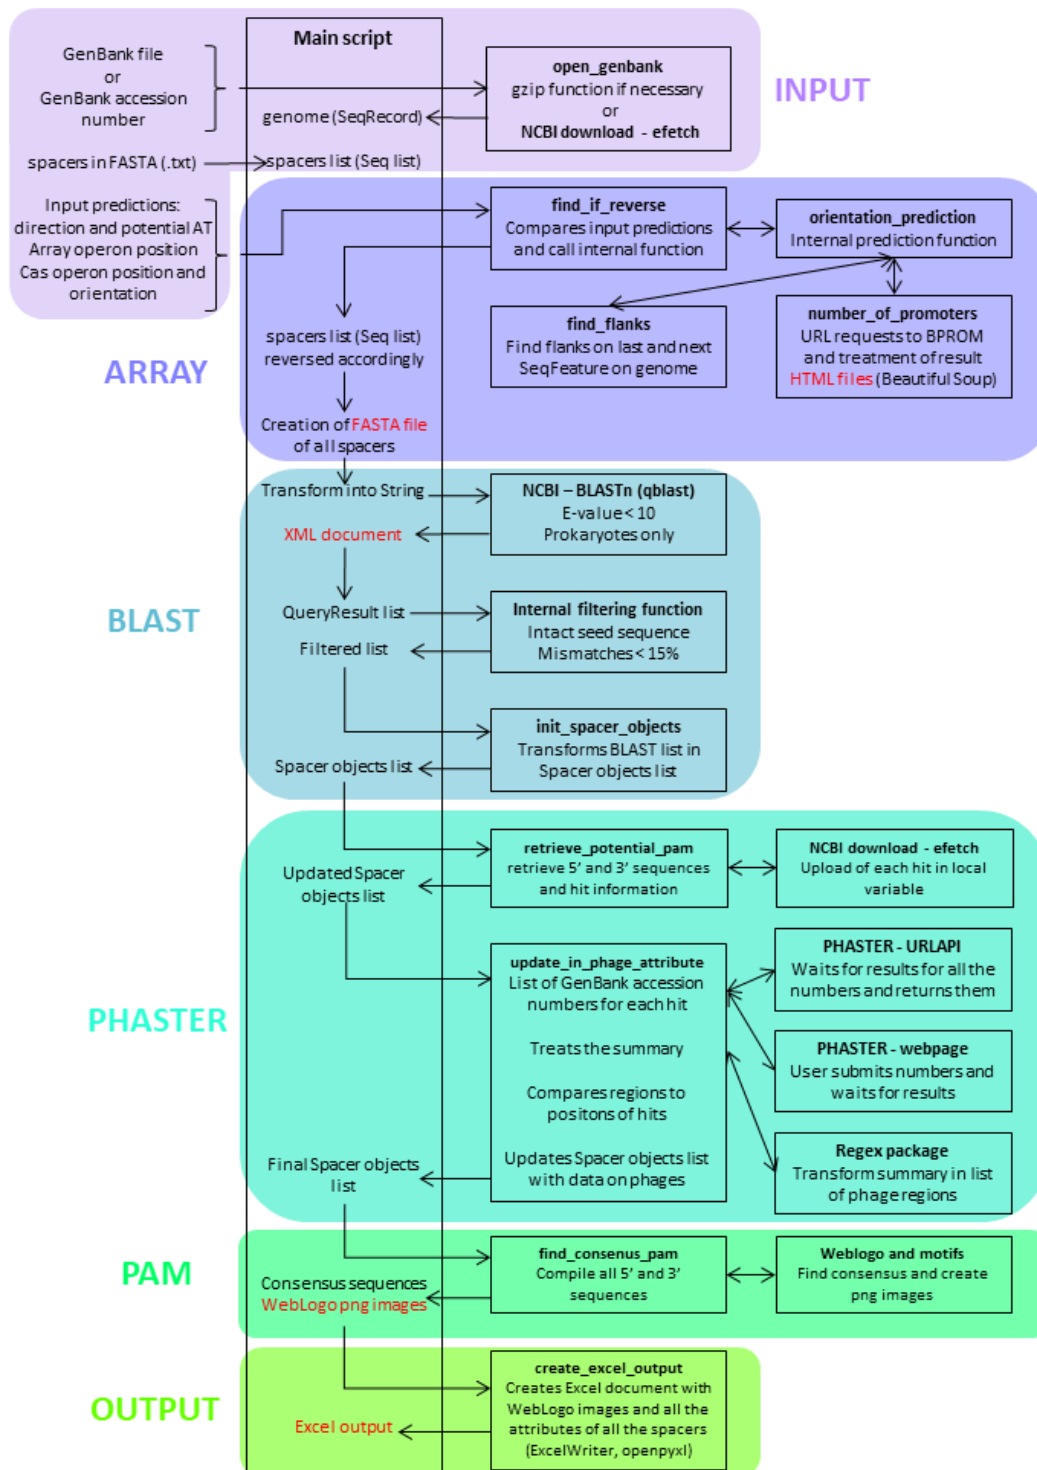 Main script
GenBank file
or
GenBank accession
number
open_genbank
gzip function if necessary
or
NCBI download - efetch
INPUT
genome (SeqRecord)
spacers in FASTA (.txt)
spacers list (Seq list)
Input predictions:
direction and potential AT
Array operon position
Cas operon position and
orientation
find_if_reverse
Compares input predictions
and call internal function
orientation_prediction
Internal prediction function
find_flanks
Find flanks on last and next
SeqFeature on genome
number_of_promoters
URL requests to BPROM
and treatment of result
HTML files (Beautiful Soup)
ARRAY
spacers list (Seq list)
reversed accordingly
Creation of FASTA file
of all spacers
Transform into String
NCBI – BLASTn (qblast)
E-value < 10
Prokaryotes only
XML document
BLAST
QueryResult list
Internal filtering function
Intact seed sequence
Mismatches < 15%
Filtered list
init_spacer_objects
Transforms BLAST list in
Spacer objects list
Spacer objects list
retrieve_potential_pam
retrieve 5’ and 3’ sequences
and hit information
NCBI download - efetch
Upload of each hit in local
variable
Updated Spacer
objects list
PHASTER
update_in_phage_attribute
List of GenBank accession
numbers for each hit
Treats the summary
Compares regions to
positons of hits
Updates Spacer objects list
with data on phages
PHASTER - URLAPI
Waits for results for all the
numbers and returns them
PHASTER - webpage
User submits numbers and
waits for results
Regex package
Transform summary in list
of phage regions
Final Spacer objects
list
PAM
find_consenus_pam
Compile all 5’ and 3’
sequences
Weblogo and motifs
Find consensus and create
png images
Consensus sequences
WebLogo png images
OUTPUT
create_excel_output
Creates Excel document with
WebLogo images and all the
attributes of all the spacers
(ExcelWriter, openpyxl)
Excel output